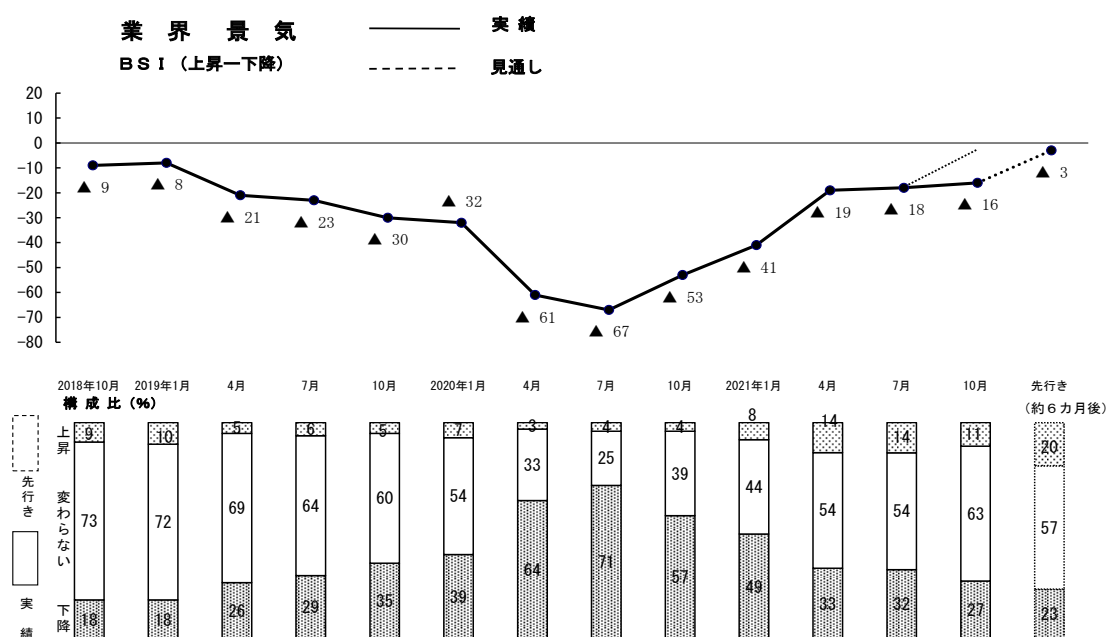 業界 景気
実績
BSI(上昇ー下降)
見通し
20
10
0
-10
-20
-30
-40
-50
-60
-70
-80
▲ 9
▲ 8
▲ 21
▲ 23
▲ 30
▲ 32
▲ 61
▲ 67
▲ 53
▲ 41
▲ 19
▲ 18
▲ 16
▲ 3
2018年10月 2019年1月 4月 7月 10月 2020年1月 4月 7月 10月 2021年1月 4月 7月 10月 先行き
構成比(%)
(約6カ月後)
上昇
9 10 5 6 5 7 3 4 4 8 14 14 11 20
先行き
変わらない
73 72 69 64 60 54 33 25 39 44 54 54 63 57
下降
18 18 26 29 35 39 64 71 57 49 33 32 27 23
実績